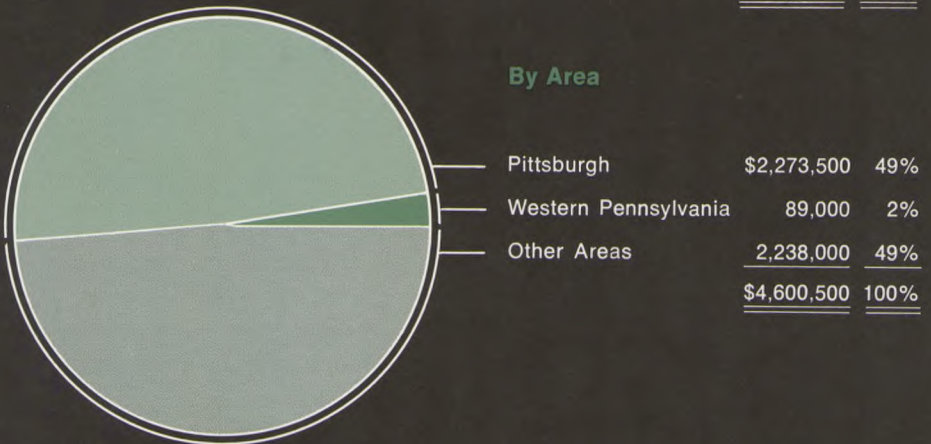 By Area
Pittsburgh $2,273,500 49%
Western Pennsylvania 89,000 2%
Other Areas 2,238,000 49%
$4,600,500 100%